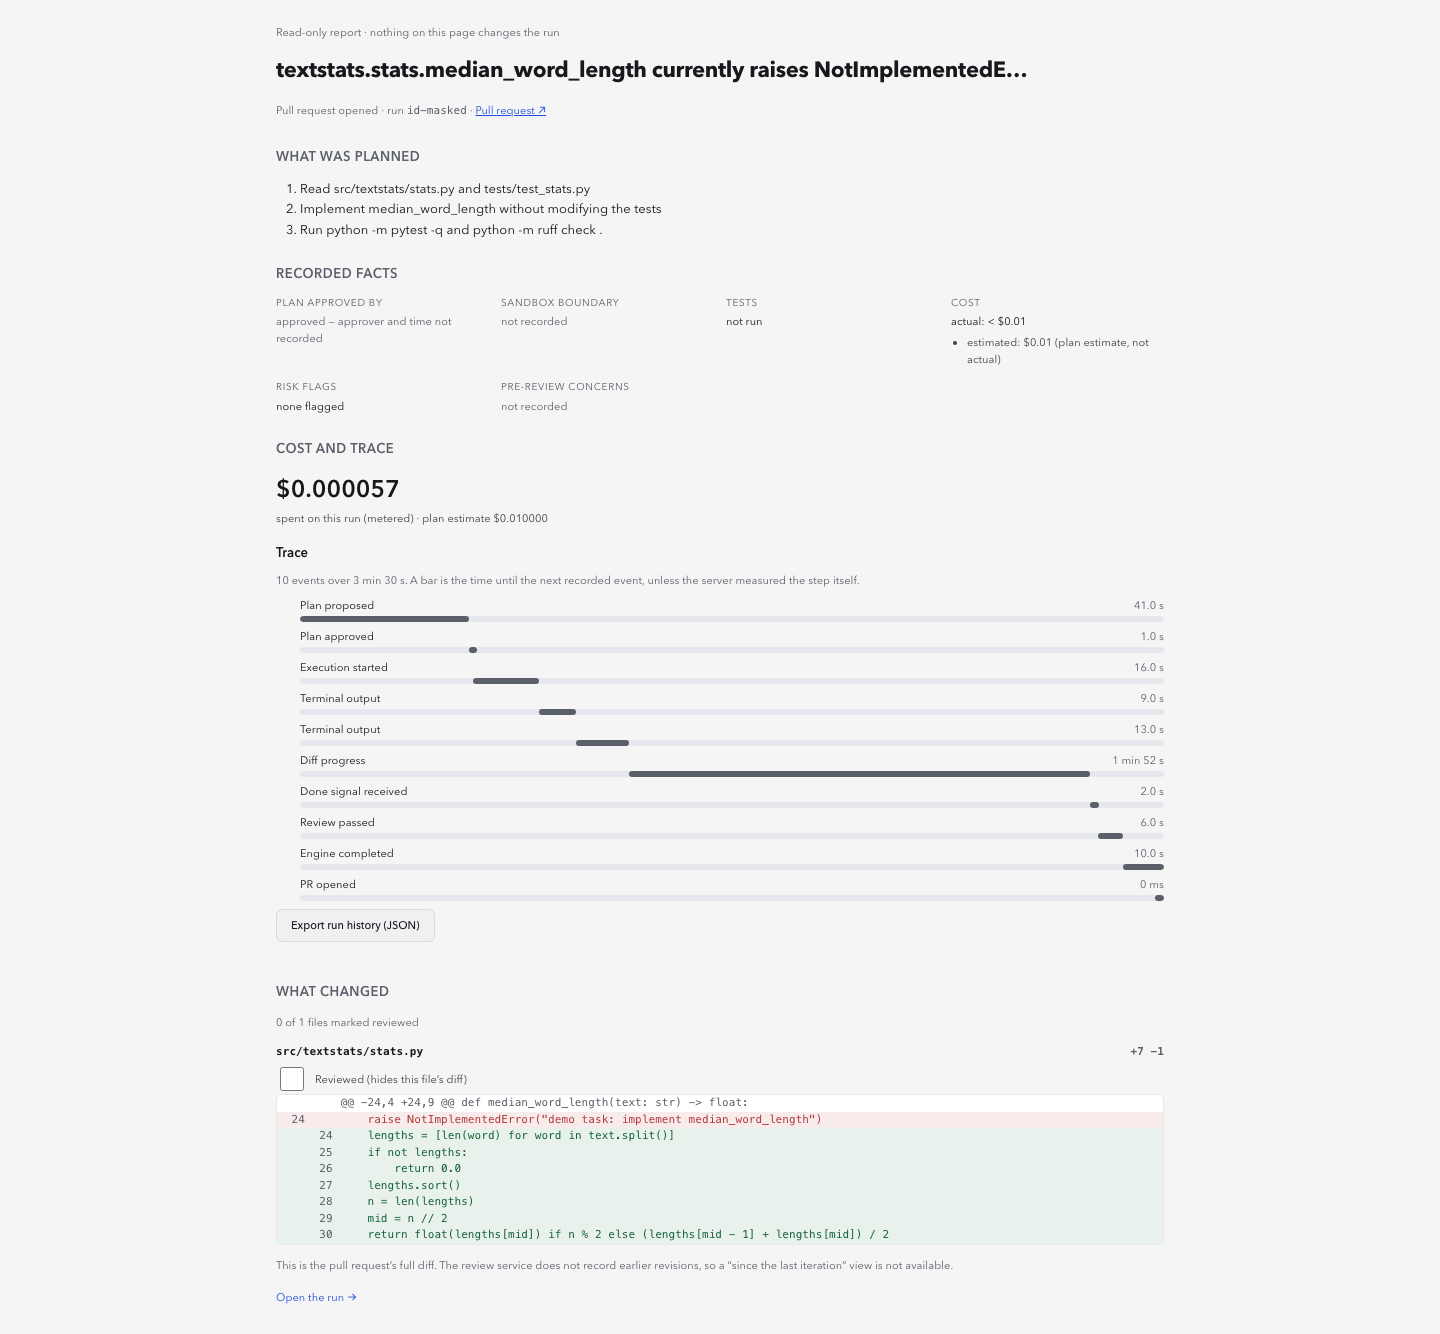 Read-only report · nothing on this page changes the run
textstats.stats.median_word_length currently raises NotImplementedE…
Pull request opened · run id-masked · Pull request ↗
WHAT WAS PLANNED
1. Read src/textstats/stats.py and tests/test_stats.py
2. Implement median_word_length without modifying the tests
3. Run python -m pytest -q and python -m ruff check .
RECORDED FACTS
PLAN APPROVED BY
approved — approver and time not
recorded
SANDBOX BOUNDARY
not recorded
TESTS
not run
COST
actual: < $0.01
• estimated: $0.01 (plan estimate, not
actual)
RISK FLAGS
none flagged
PRE-REVIEW CONCERNS
not recorded
COST AND TRACE
$0.000057
spent on this run (metered) · plan estimate $0.010000
Trace
10 events over 3 min 30 s. A bar is the time until the next recorded event, unless the server measured the step itself.
Plan proposed 41.0 s
Plan approved 1.0 s
Execution started 16.0 s
Terminal output 9.0 s
Terminal output 13.0 s
Diff progress 1 min 52 s
Done signal received 2.0 s
Review passed 6.0 s
Engine completed 10.0 s
PR opened 0 ms
Export run history (JSON)
WHAT CHANGED
0 of 1 files marked reviewed
src/textstats/stats.py +7 −1
Reviewed (hides this file’s diff)
@@ −24,4 +24,9 @@ def median_word_length(text: str) −> float:
24 raise NotImplementedError("demo task: implement median_word_length")
24 lengths = [len(word) for word in text.split()]
25 if not lengths:
26 return 0.0
27 lengths.sort()
28 n = len(lengths)
29 mid = n // 2
30 return float(lengths[mid]) if n % 2 else (lengths[mid − 1] + lengths[mid]) / 2
This is the pull request’s full diff. The review service does not record earlier revisions, so a “since the last iteration” view is not available.
Open the run →